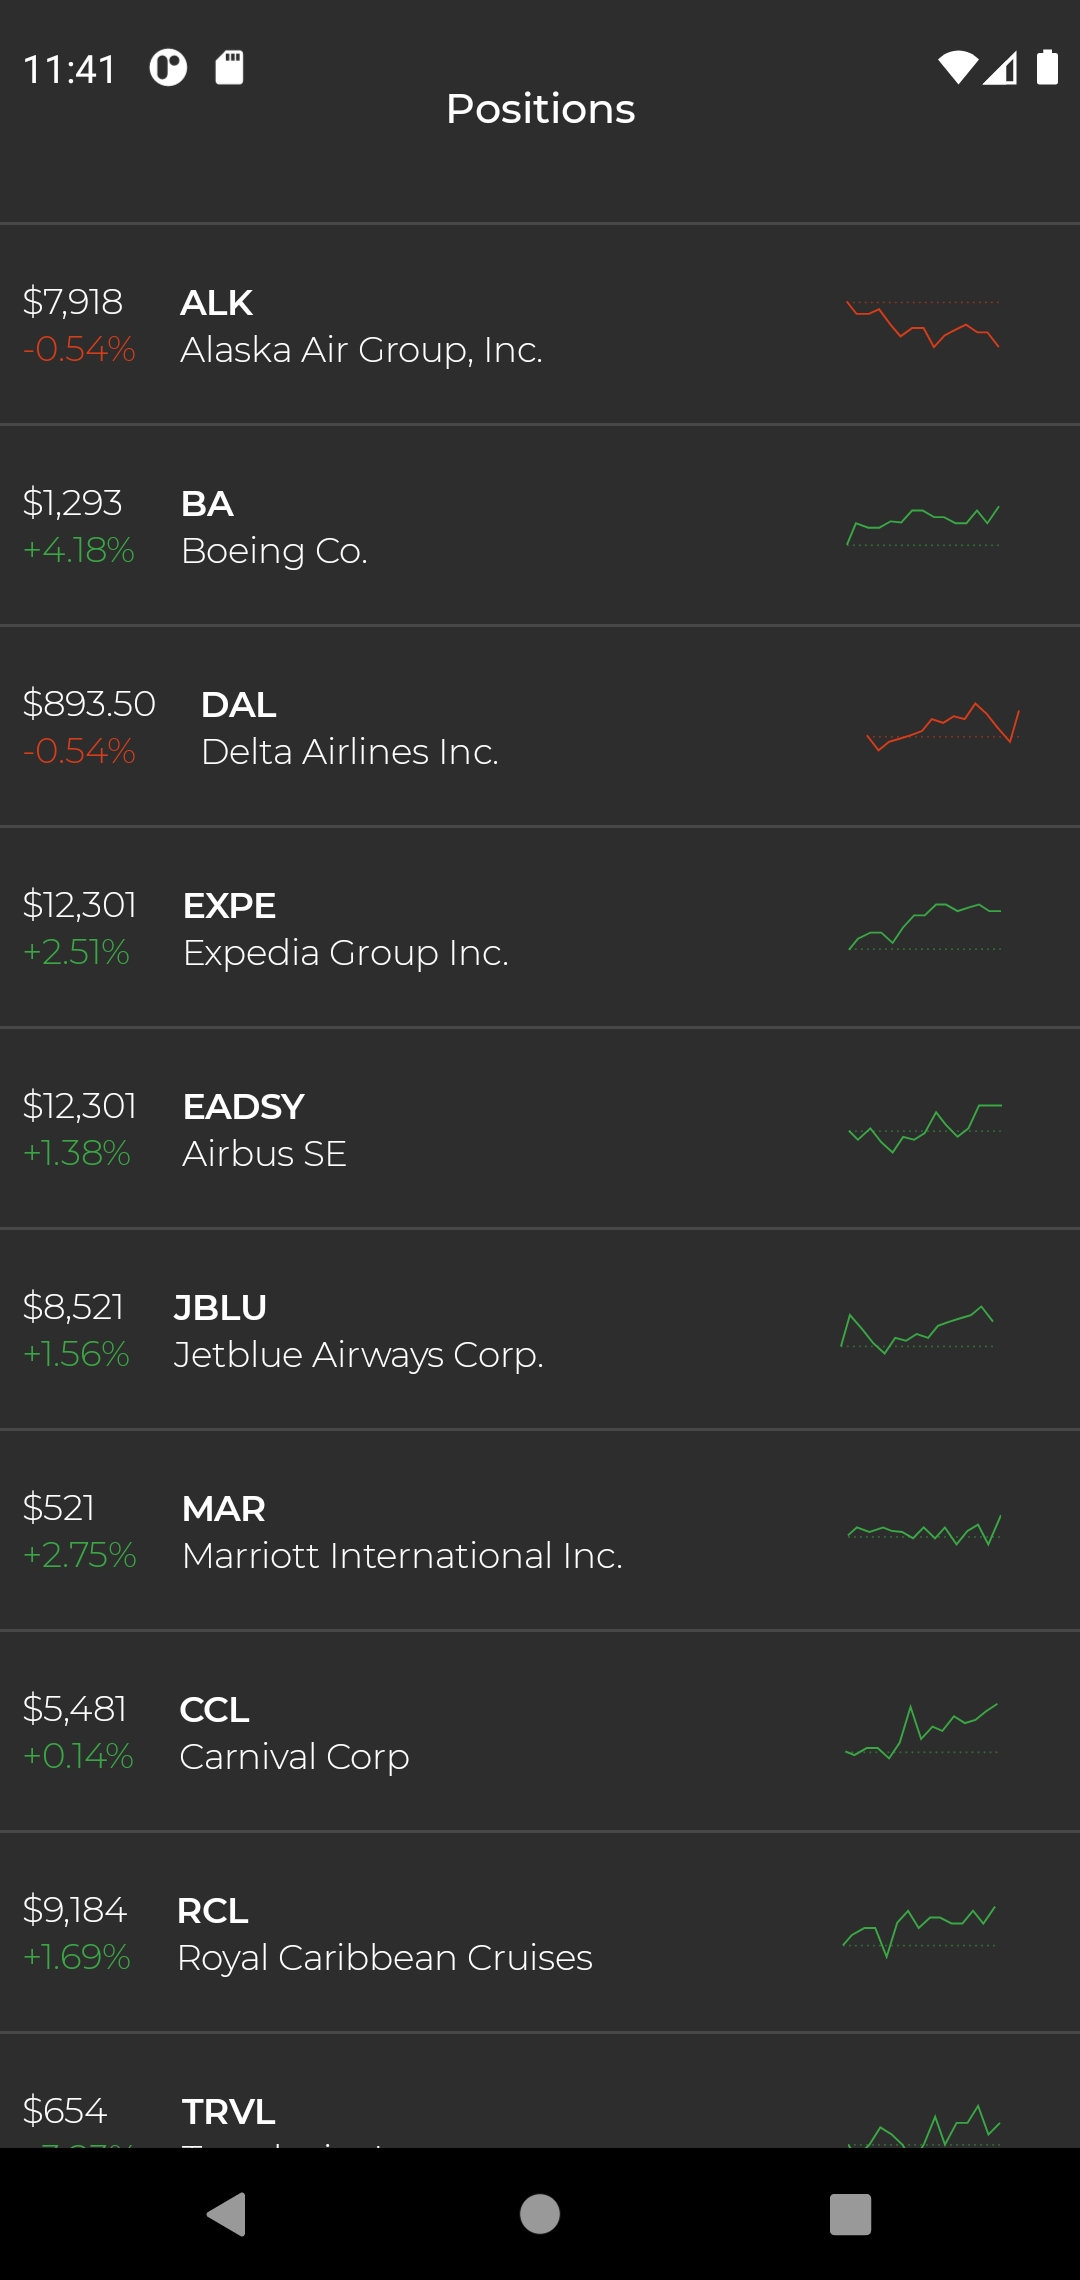 11:41
Positions
$7,918 ALK
-0.54% Alaska Air Group, Inc.
$1,293 BA
+4.18% Boeing Co.
$893.50 DAL
-0.54% Delta Airlines Inc.
$12,301 EXPE
+2.51% Expedia Group Inc.
$12,301 EADSY
+1.38% Airbus SE
$8,521 JBLU
+1.56% Jetblue Airways Corp.
$521 MAR
+2.75% Marriott International Inc.
$5,481 CCL
+0.14% Carnival Corp
$9,184 RCL
+1.69% Royal Caribbean Cruises
$654 TRVL